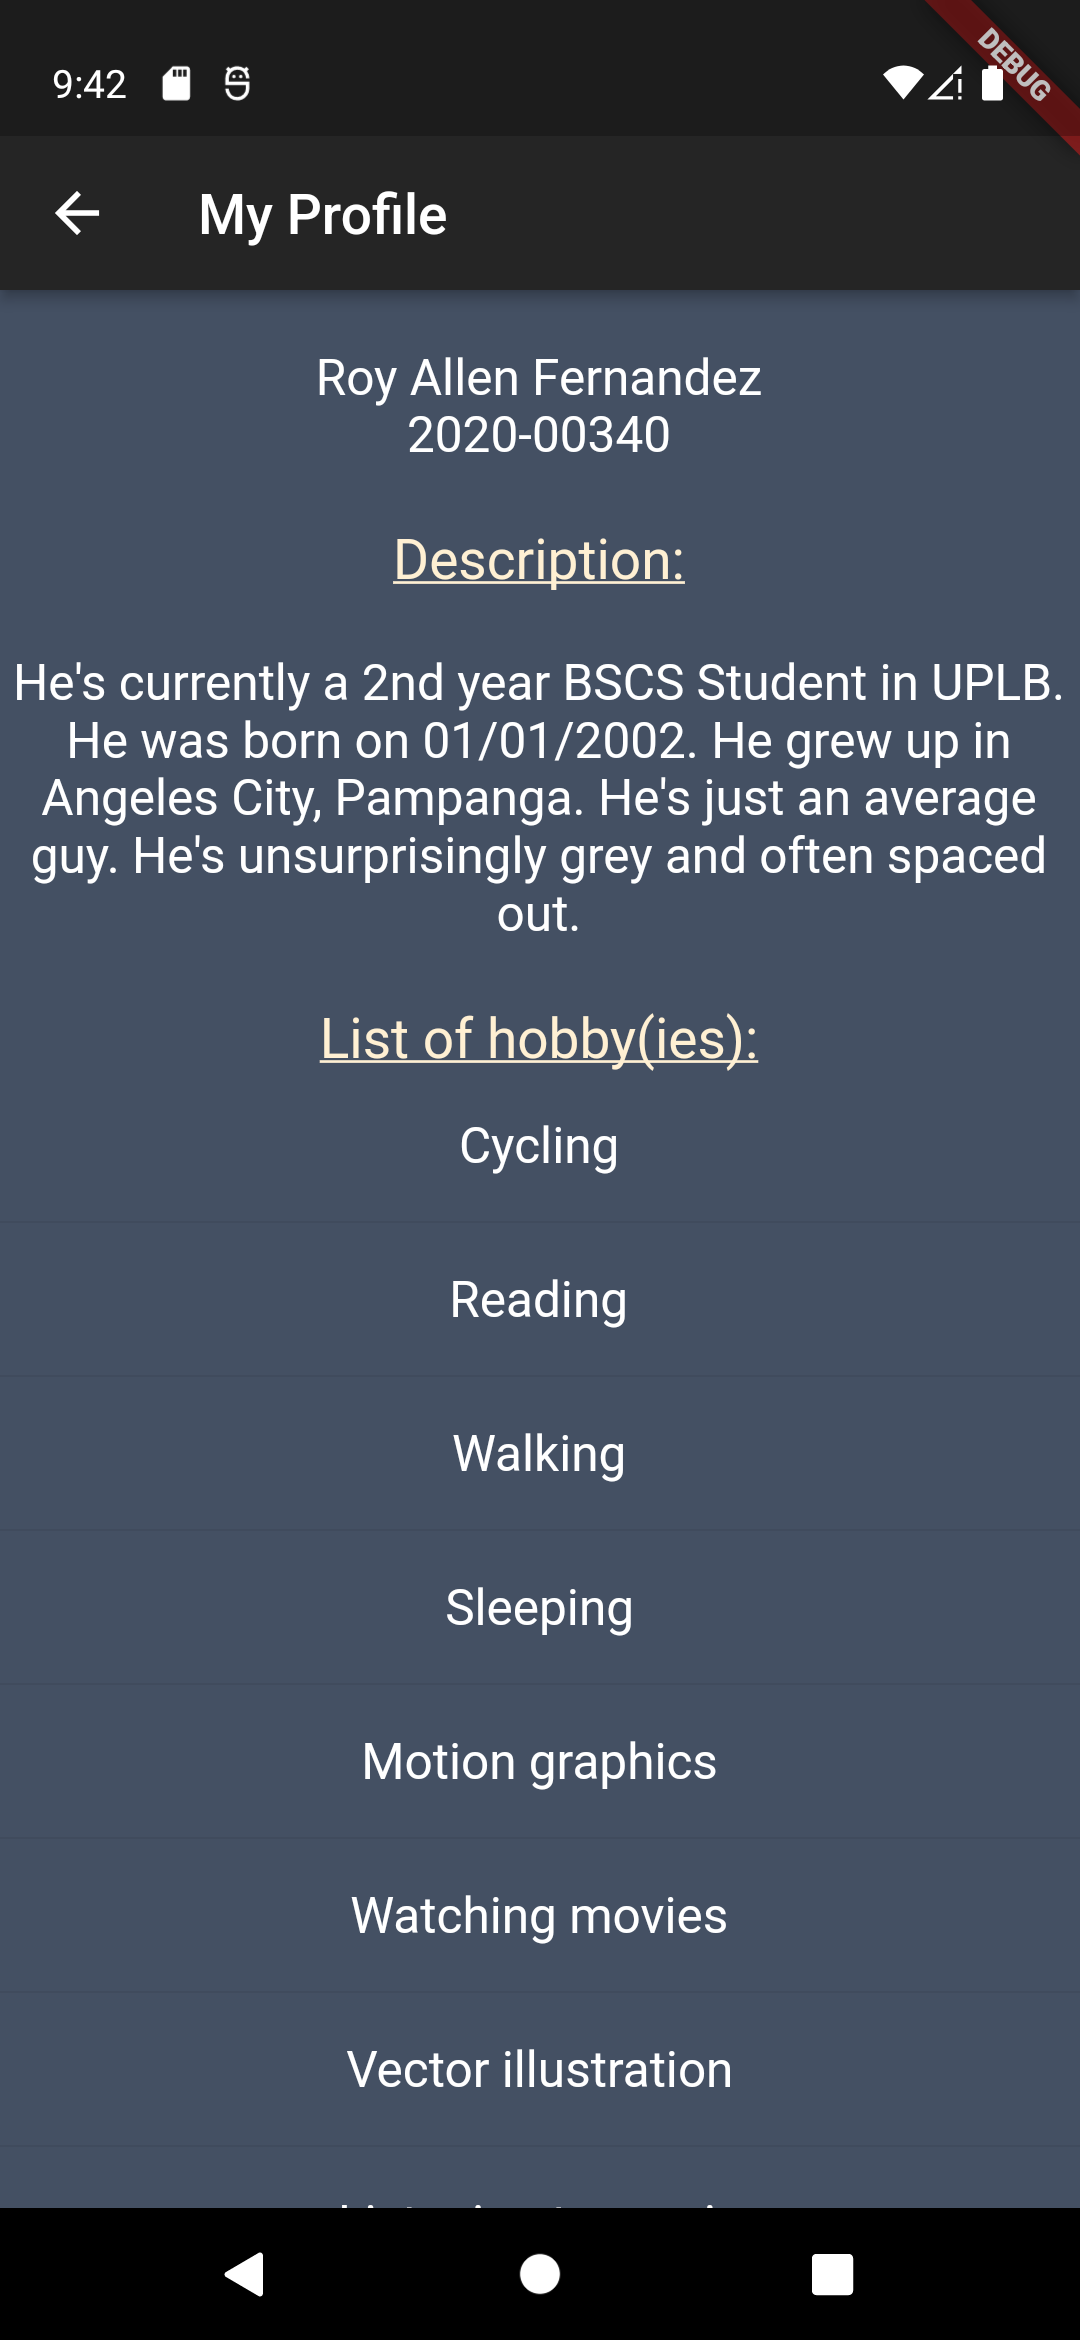 9:42
DEBUG
My Profile
Roy Allen Fernandez
2020-00340
Description:
He's currently a 2nd year BSCS Student in UPLB.
He was born on 01/01/2002. He grew up in
Angeles City, Pampanga. He's just an average
guy. He's unsurprisingly grey and often spaced
out.
List of hobby(ies):
Cycling
Reading
Walking
Sleeping
Motion graphics
Watching movies
Vector illustration